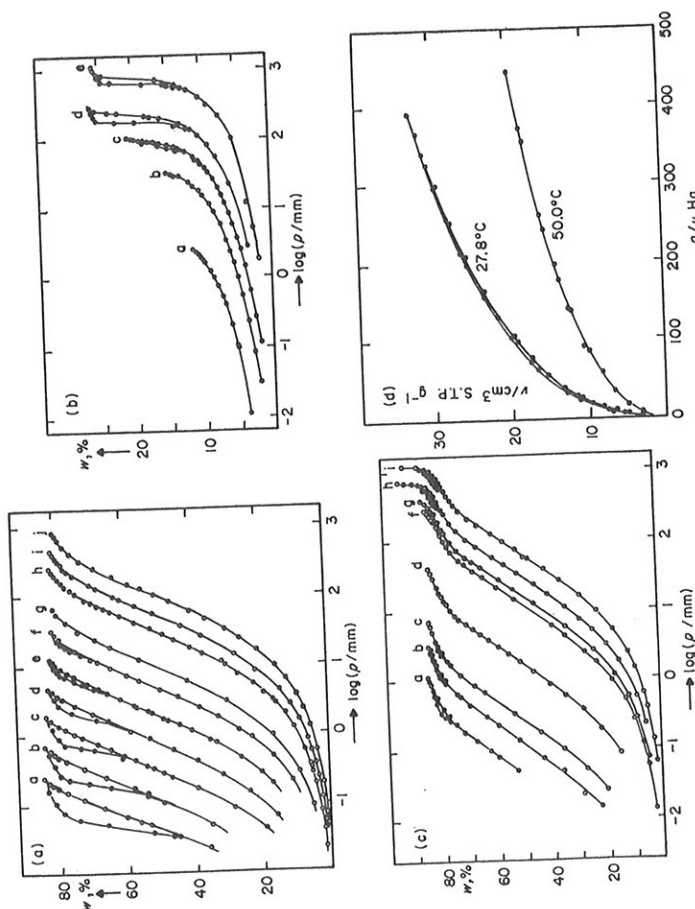 (a)
w, %
80
60
40
20
a b c d e f g h i j
-1 0 1 2 3
log(p/mm)
(b)
w, %
20
10
a b c d e
-2 -1 0 1 2 3
log(p/mm)
(c)
w, %
80
60
40
20
a b c d f g h i
-2 -1 0 1 2 3
log(p/mm)
(d)
v/cm³ S.T.P. g⁻¹
30
20
10
27.8°C
50.0°C
0 100 300 400 500
Hg